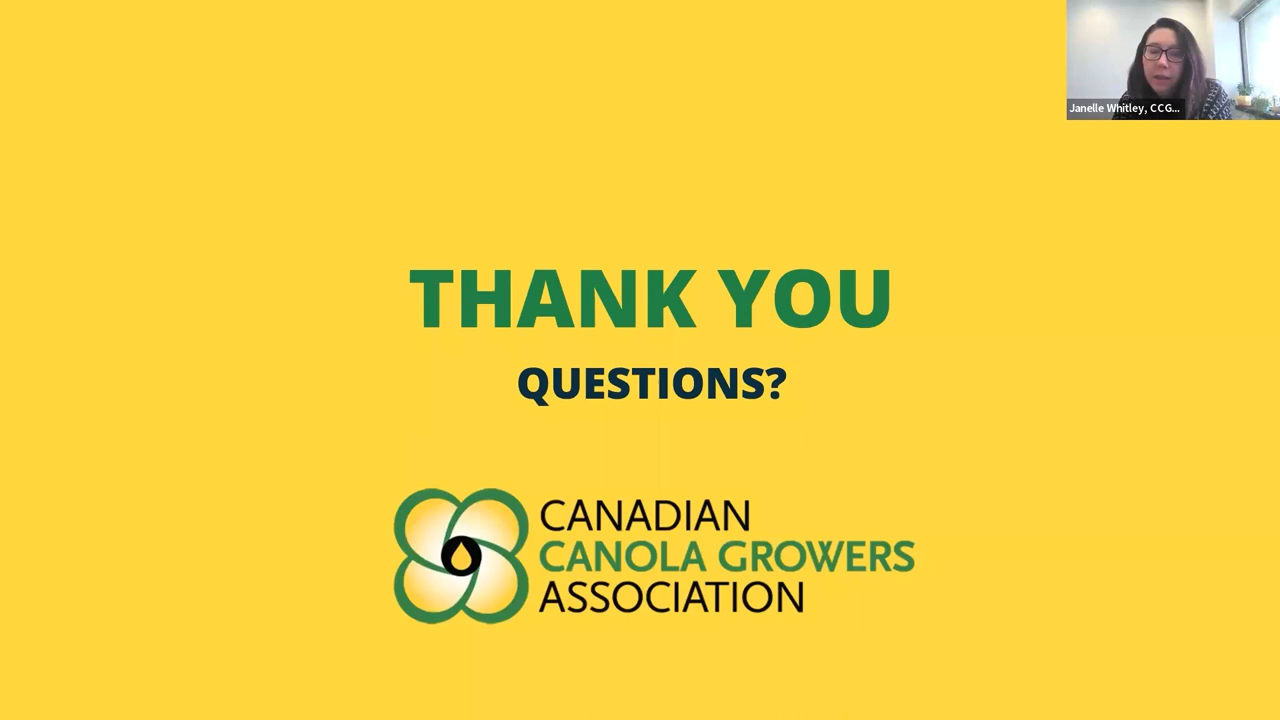 Janelle Whitley, CCG...
THANK YOU
QUESTIONS?
CANADIAN
CANOLA GROWERS
ASSOCIATION